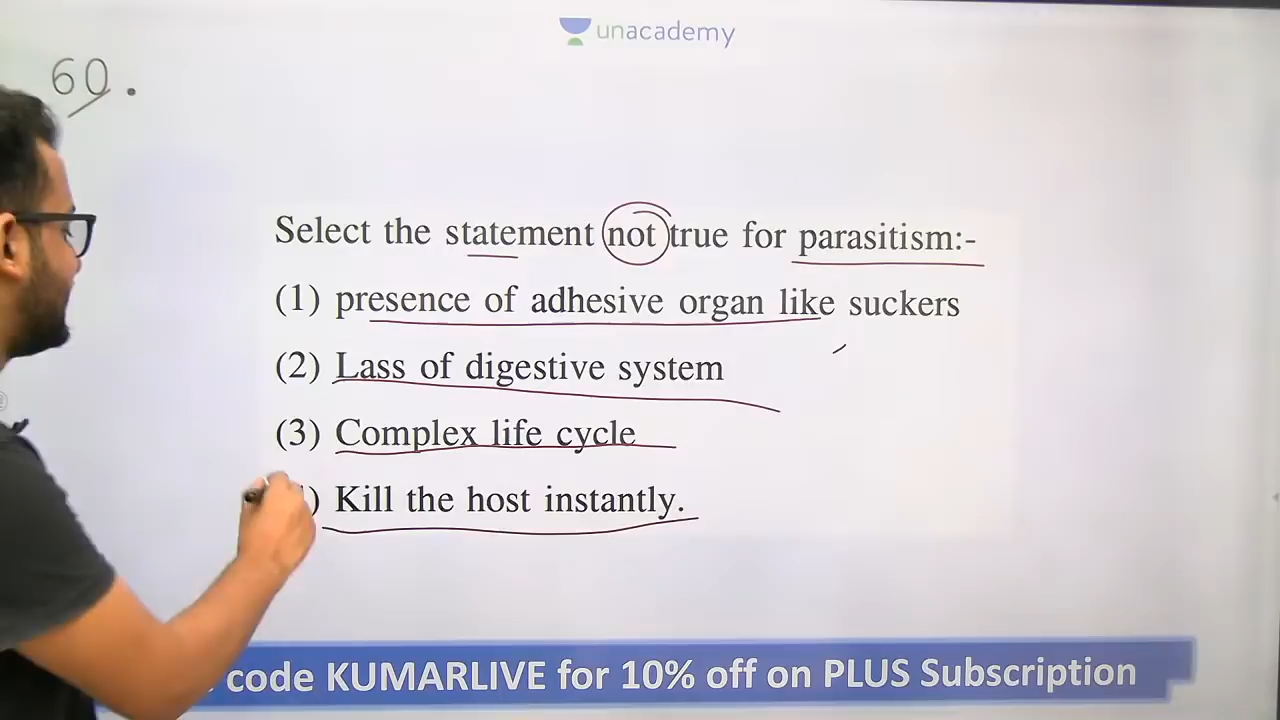 unacademy
60.
Select the statement not true for parasitism:-
(1) presence of adhesive organ like suckers
(2) Lass of digestive system
(3) Complex life cycle
) Kill the host instantly.
code KUMARLIVE for 10% off on PLUS Subscription